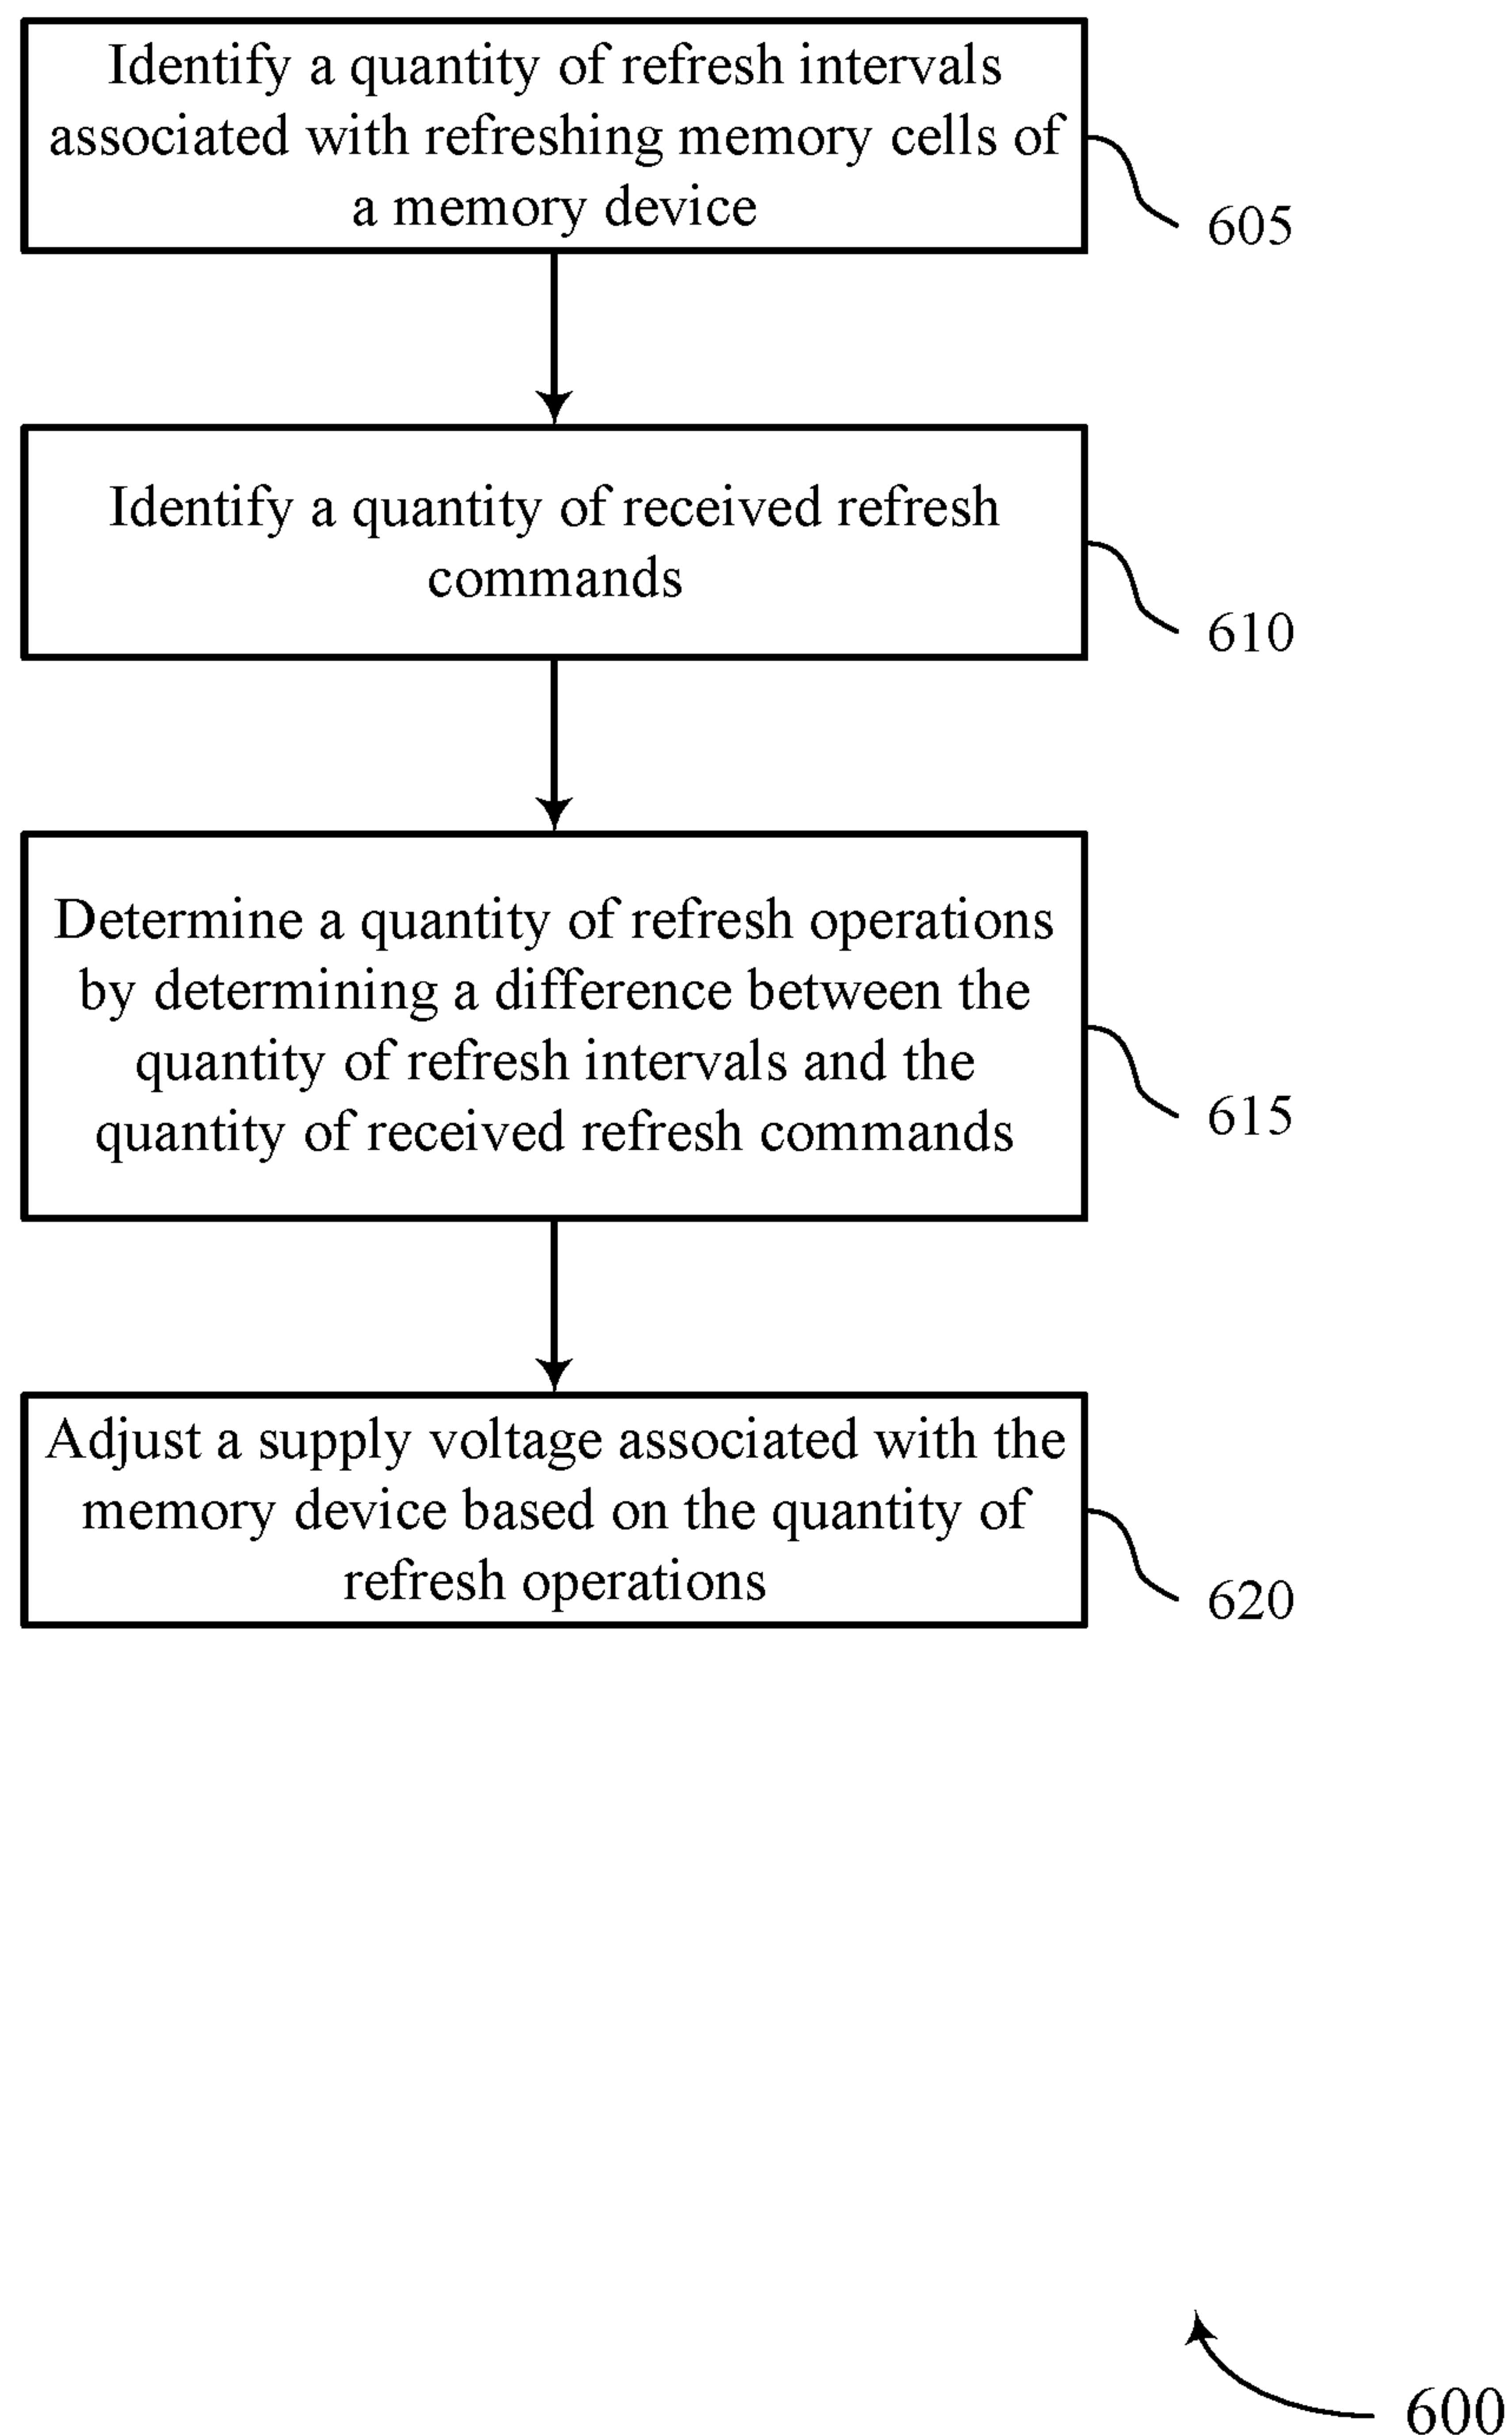 Identify a quantity of refresh intervals
associated with refreshing memory cells of
a memory device
605
Identify a quantity of received refresh
commands
610
Determine a quantity of refresh operations
by determining a difference between the
quantity of refresh intervals and the
quantity of received refresh commands
615
Adjust a supply voltage associated with the
memory device based on the quantity of
refresh operations
620
600